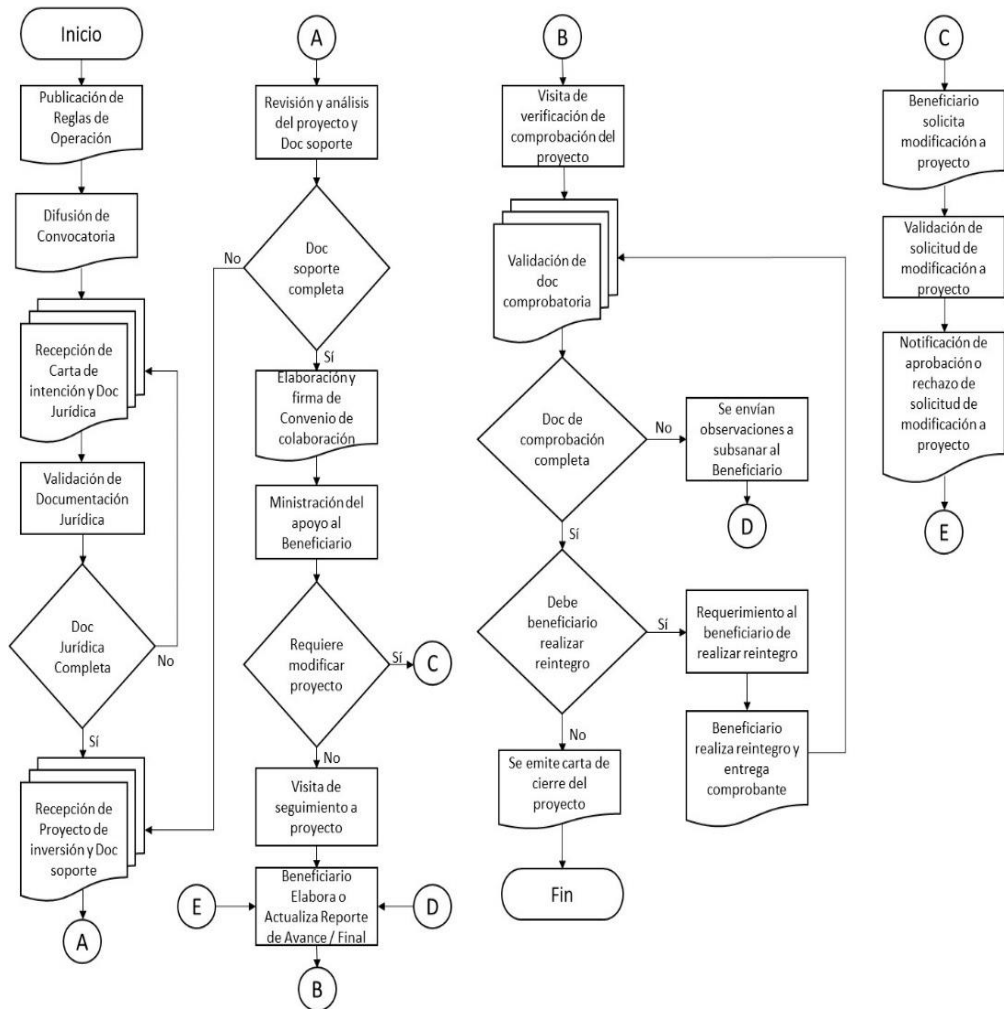 Inicio
Publicación de
Reglas de
Operación
Difusión de
Convocatoria
Recepción de
Carta de
intención y Doc
Jurídica
Validación de
Documentación
Jurídica
Doc
Jurídica
Completa
No
Sí
Recepción de
Proyecto de
inversión y Doc
soporte
A
A
Revisión y análisis
del proyecto y
Doc soporte
Doc
soporte
completa
No
Sí
Elaboración y
firma de
Convenio de
colaboración
Ministración del
apoyo al
Beneficiario
Requiere
modificar
proyecto
Sí
C
No
Visita de
seguimiento a
proyecto
E
Beneficiario
Elabora o
Actualiza Reporte
de Avance / Final
D
B
B
Visita de
verificación de
comprobación del
proyecto
Validación de
doc
comprobatoria
Doc de
comprobación
completa
No
Se envían
observaciones a
subsanar al
Beneficiario
D
Sí
Debe
beneficiario
realizar
reintegro
Sí
Requerimiento al
beneficiario de
realizar reintegro
Beneficiario
realiza reintegro y
entrega
comprobante
No
Se emite carta de
cierre del
proyecto
Fin
C
Beneficiario
solicita
modificación a
proyecto
Validación de
solicitud de
modificación a
proyecto
Notificación de
aprobación o
rechazo de
solicitud de
modificación a
proyecto
E